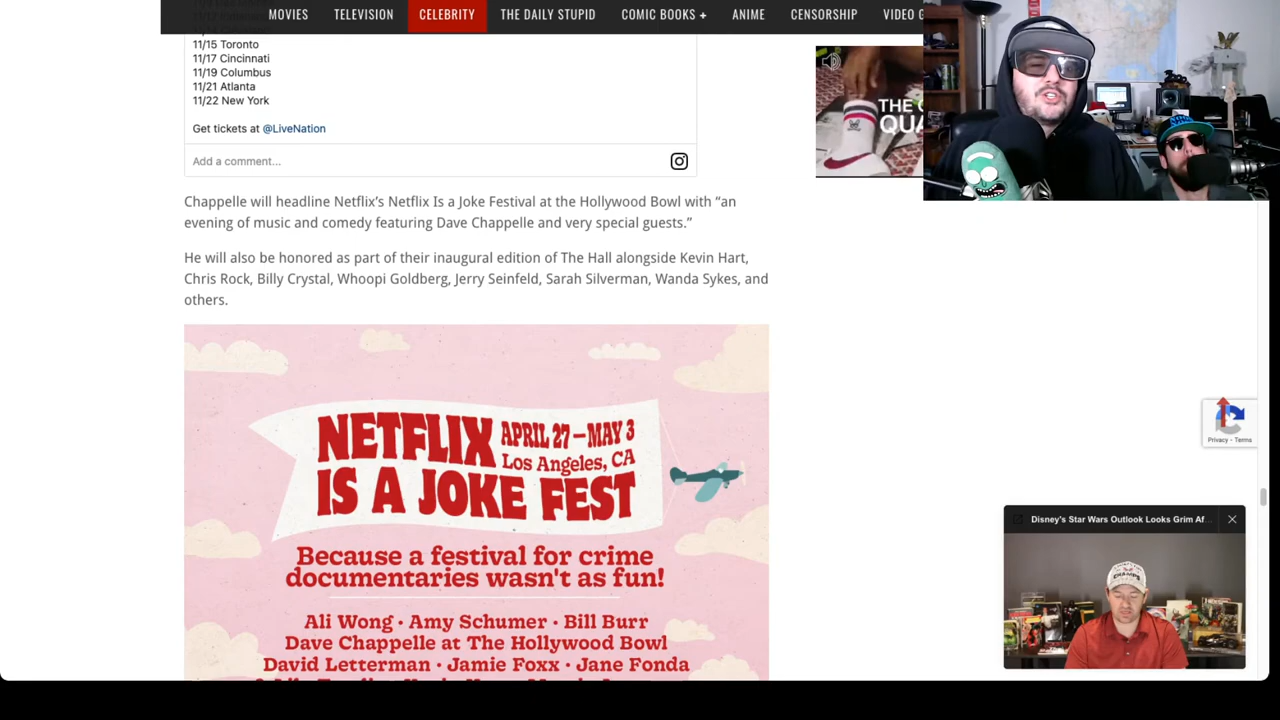 MOVIES TELEVISION CELEBRITY THE DAILY STUPID COMIC BOOKS + ANIME CENSORSHIP VIDEO G
11/15 Toronto
11/17 Cincinnati
11/19 Columbus
11/21 Atlanta
11/22 New York
Get tickets at @LiveNation
Add a comment...
THE
QUA
Chappelle will headline Netflix's Netflix Is a Joke Festival at the Hollywood Bowl with “an
evening of music and comedy featuring Dave Chappelle and very special guests.”
He will also be honored as part of their inaugural edition of The Hall alongside Kevin Hart,
Chris Rock, Billy Crystal, Whoopi Goldberg, Jerry Seinfeld, Sarah Silverman, Wanda Sykes, and
others.
NETFLIX
IS A JOKE FEST
APRIL 27–MAY 3
Los Angeles, CA
Because a festival for crime
documentaries wasn't as fun!
Ali Wong · Amy Schumer · Bill Burr
Dave Chappelle at The Hollywood Bowl
David Letterman · Jamie Foxx · Jane Fonda
Privacy - Terms
Disney's Star Wars Outlook Looks Grim Af...
CHAMPS